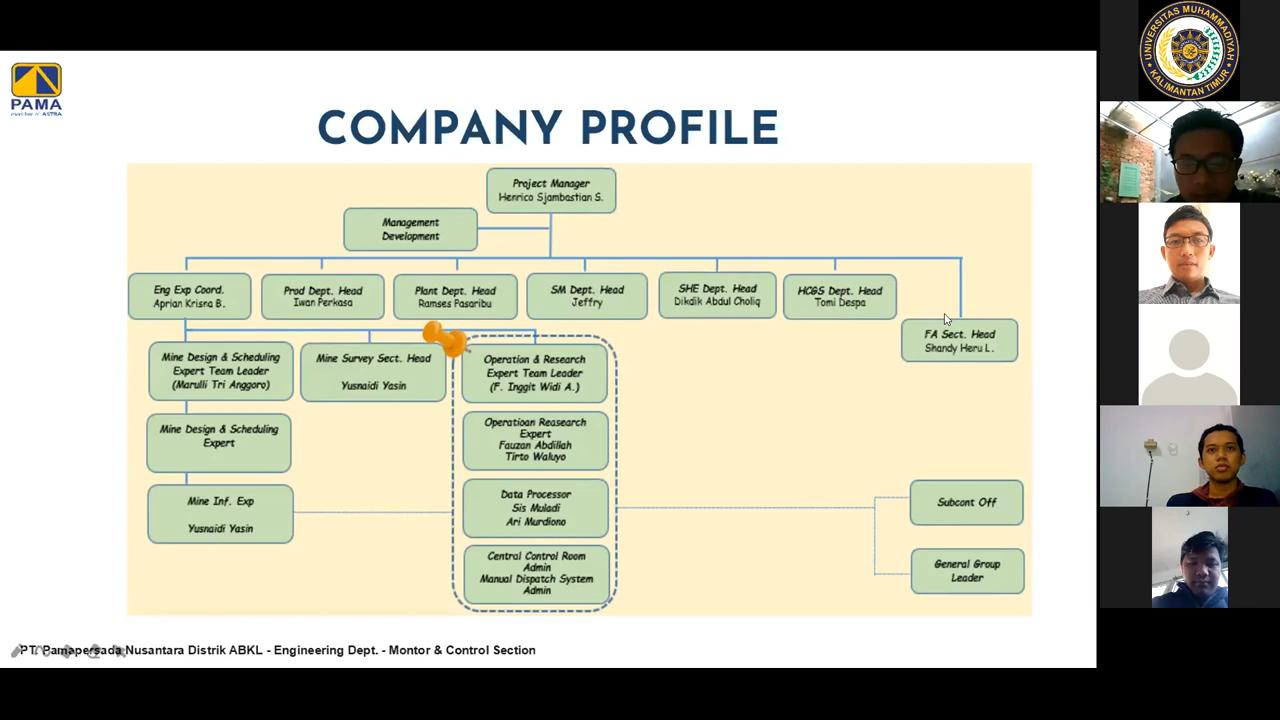 PAMA
member of ASTRA
COMPANY PROFILE
Project Manager
Henrico Sjambastian S.
Management
Development
Eng Exp Coord.
Aprian Krisna B.
Prod Dept. Head
Iwan Perkasa
Plant Dept. Head
Ramses Pasaribu
SM Dept. Head
Jeffry
SHE Dept. Head
Dikdik Abdul Choliq
HCGS Dept. Head
Tomi Despa
FA Sect. Head
Shandy Heru L.
Mine Design & Scheduling
Expert Team Leader
(Marulli Tri Anggoro)
Mine Survey Sect. Head
Yusnaidi Yasin
Operation & Research
Expert Team Leader
(F. Inggit Widi A.)
Mine Design & Scheduling
Expert
Operatioan Reasearch
Expert
Fauzan Abdillah
Tirto Waluyo
Mine Inf. Exp
Yusnaidi Yasin
Data Processor
Sis Muladi
Ari Murdiono
Central Control Room
Admin
Manual Dispatch System
Admin
Subcont Off
General Group
Leader
PT. Pamapersada Nusantara Distrik ABKL - Engineering Dept. - Montor & Control Section
UNIVERSITAS MUHAMMADIYAH
KALIMANTAN TIMUR